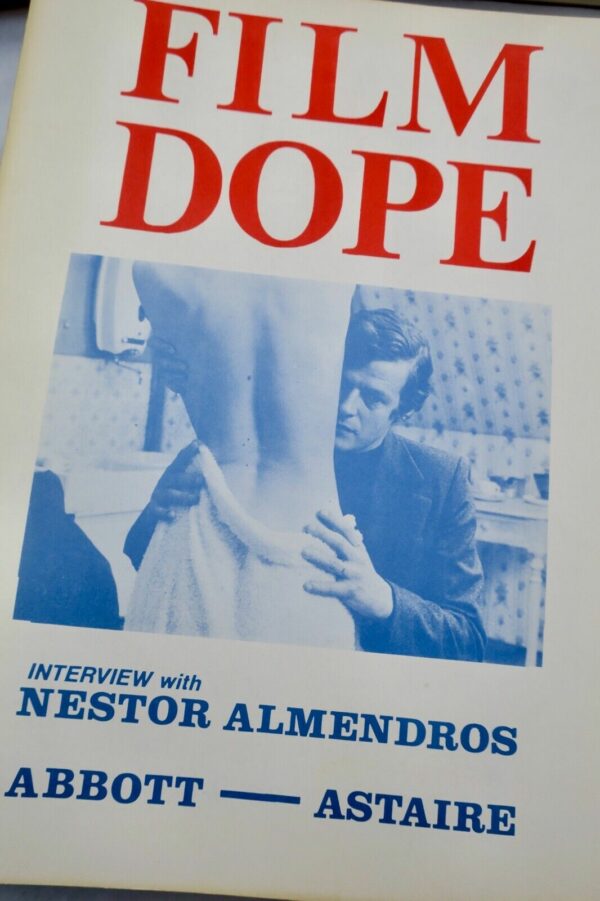 FILM
DOPE
INTERVIEW with
NESTOR ALMENDROS
ABBOTT — ASTAIRE